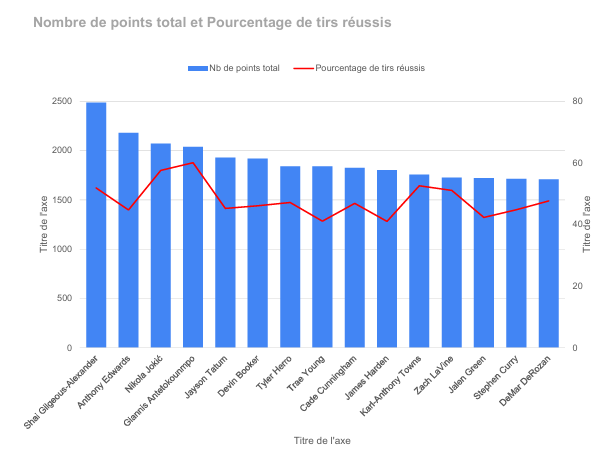 Nombre de points total et Pourcentage de tirs réussis
Nb de points total
Pourcentage de tirs réussis
2500
2000
1500
1000
500
0
Titre de l'axe
80
60
40
20
0
Titre de l'axe
Shai Gilgeous-Alexander
Anthony Edwards
Nikola Jokić
Giannis Antetokounmpo
Jayson Tatum
Devin Booker
Tyler Herro
Trae Young
Cade Cunningham
James Harden
Karl-Anthony Towns
Zach LaVine
Jalen Green
Stephen Curry
DeMar DeRozan
Titre de l'axe